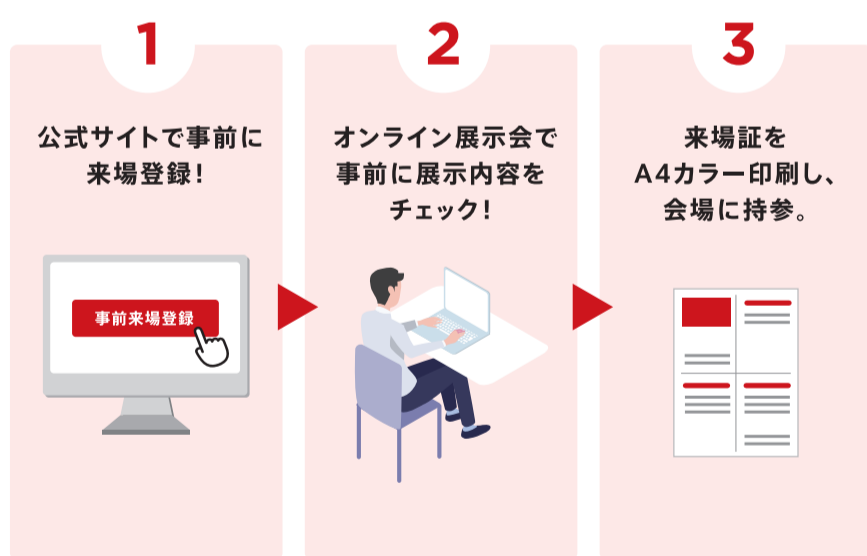 1
公式サイトで事前に
来場登録！
事前来場登録
2
オンライン展示会で
事前に展示内容を
チェック！
3
来場証を
A4カラー印刷し、
会場に持参。